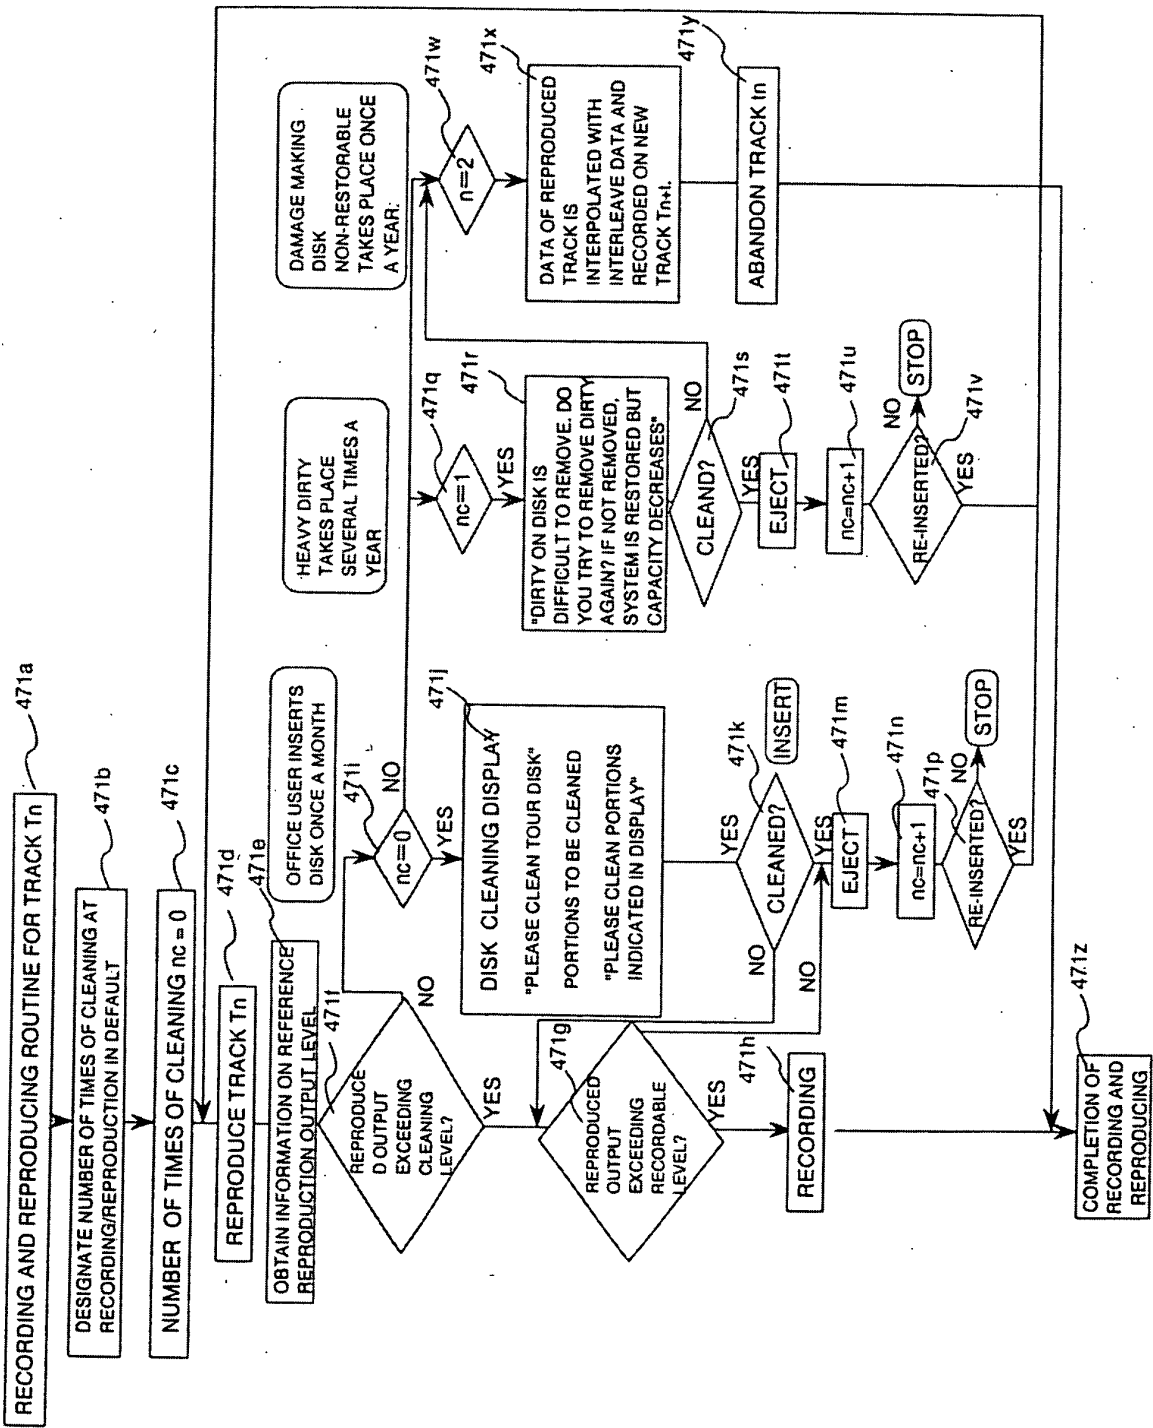 RECORDING AND REPRODUCING ROUTINE FOR TRACK Tn
471a
DESIGNATE NUMBER OF TIMES OF CLEANING AT
RECORDING/REPRODUCTION IN DEFAULT
471b
NUMBER OF TIMES OF CLEANING nc = 0
471c
REPRODUCE TRACK Tn
471d
OBTAIN INFORMATION ON REFERENCE
REPRODUCTION OUTPUT LEVEL
471e
REPRODUCE
D OUTPUT
EXCEEDING
CLEANING
LEVEL?
471f
NO
YES
REPRODUCED
OUTPUT
EXCEEDING
RECORDABLE
LEVEL?
471g
NO
YES
RECORDING
471h
COMPLETION OF
RECORDING AND
REPRODUCING
471z
OFFICE USER INSERTS
DISK ONCE A MONTH
nc=0
471i
NO
YES
DISK CLEANING DISPLAY
"PLEASE CLEAN TOUR DISK"
PORTIONS TO BE CLEANED
"PLEASE CLEAN PORTIONS
INDICATED IN DISPLAY"
471j
YES
CLEANED?
471k
INSERT
NO
YES
EJECT
471m
nc=nc+1
471n
RE-INSERTED?
471p
NO
STOP
YES
HEAVY DIRTY
TAKES PLACE
SEVERAL TIMES A
YEAR
nc=1
471q
YES
"DIRTY ON DISK IS
DIFFICULT TO REMOVE. DO
YOU TRY TO REMOVE DIRTY
AGAIN? IF NOT REMOVED,
SYSTEM IS RESTORED BUT
CAPACITY DECREASES"
471r
CLEAND?
471s
NO
YES
EJECT
471t
nc=nc+1
471u
RE-INSERTED?
471v
NO
STOP
YES
DAMAGE MAKING
DISK
NON-RESTORABLE
TAKES PLACE ONCE
A YEAR.
n=2
471w
DATA OF REPRODUCED
TRACK IS
INTERPOLATED WITH
INTERLEAVE DATA AND
RECORDED ON NEW
TRACK Tn+l.
471x
ABANDON TRACK tn
471y